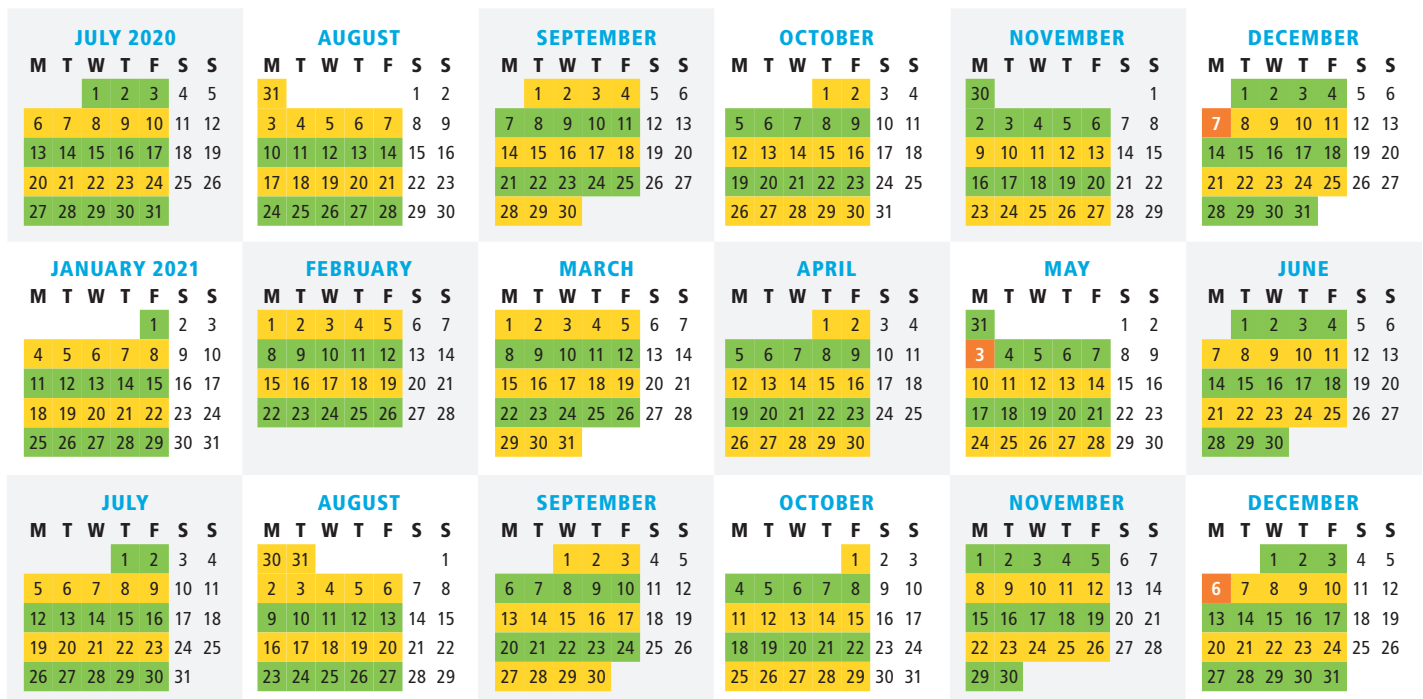 JULY 2020
M T W T F S S
1 2 3 4 5
6 7 8 9 10 11 12
13 14 15 16 17 18 19
20 21 22 23 24 25 26
27 28 29 30 31
AUGUST
M T W T F S S
31 1 2
3 4 5 6 7 8 9
10 11 12 13 14 15 16
17 18 19 20 21 22 23
24 25 26 27 28 29 30
SEPTEMBER
M T W T F S S
1 2 3 4 5 6
7 8 9 10 11 12 13
14 15 16 17 18 19 20
21 22 23 24 25 26 27
28 29 30
OCTOBER
M T W T F S S
1 2 3 4
5 6 7 8 9 10 11
12 13 14 15 16 17 18
19 20 21 22 23 24 25
26 27 28 29 30 31
NOVEMBER
M T W T F S S
30 1
2 3 4 5 6 7 8
9 10 11 12 13 14 15
16 17 18 19 20 21 22
23 24 25 26 27 28 29
DECEMBER
M T W T F S S
1 2 3 4 5 6
7 8 9 10 11 12 13
14 15 16 17 18 19 20
21 22 23 24 25 26 27
28 29 30 31
JANUARY 2021
M T W T F S S
1 2 3
4 5 6 7 8 9 10
11 12 13 14 15 16 17
18 19 20 21 22 23 24
25 26 27 28 29 30 31
FEBRUARY
M T W T F S S
1 2 3 4 5 6 7
8 9 10 11 12 13 14
15 16 17 18 19 20 21
22 23 24 25 26 27 28
MARCH
M T W T F S S
1 2 3 4 5 6 7
8 9 10 11 12 13 14
15 16 17 18 19 20 21
22 23 24 25 26 27 28
29 30 31
APRIL
M T W T F S S
1 2 3 4
5 6 7 8 9 10 11
12 13 14 15 16 17 18
19 20 21 22 23 24 25
26 27 28 29 30
MAY
M T W T F S S
31 1 2
3 4 5 6 7 8 9
10 11 12 13 14 15 16
17 18 19 20 21 22 23
24 25 26 27 28 29 30
JUNE
M T W T F S S
1 2 3 4 5 6
7 8 9 10 11 12 13
14 15 16 17 18 19 20
21 22 23 24 25 26 27
28 29 30
JULY
M T W T F S S
1 2 3 4
5 6 7 8 9 10 11
12 13 14 15 16 17 18
19 20 21 22 23 24 25
26 27 28 29 30 31
AUGUST
M T W T F S S
30 31 1
2 3 4 5 6 7 8
9 10 11 12 13 14 15
16 17 18 19 20 21 22
23 24 25 26 27 28 29
SEPTEMBER
M T W T F S S
1 2 3 4 5
6 7 8 9 10 11 12
13 14 15 16 17 18 19
20 21 22 23 24 25 26
27 28 29 30
OCTOBER
M T W T F S S
1 2 3
4 5 6 7 8 9 10
11 12 13 14 15 16 17
18 19 20 21 22 23 24
25 26 27 28 29 30 31
NOVEMBER
M T W T F S S
1 2 3 4 5 6 7
8 9 10 11 12 13 14
15 16 17 18 19 20 21
22 23 24 25 26 27 28
29 30
DECEMBER
M T W T F S S
1 2 3 4 5
6 7 8 9 10 11 12
13 14 15 16 17 18 19
20 21 22 23 24 25 26
27 28 29 30 31